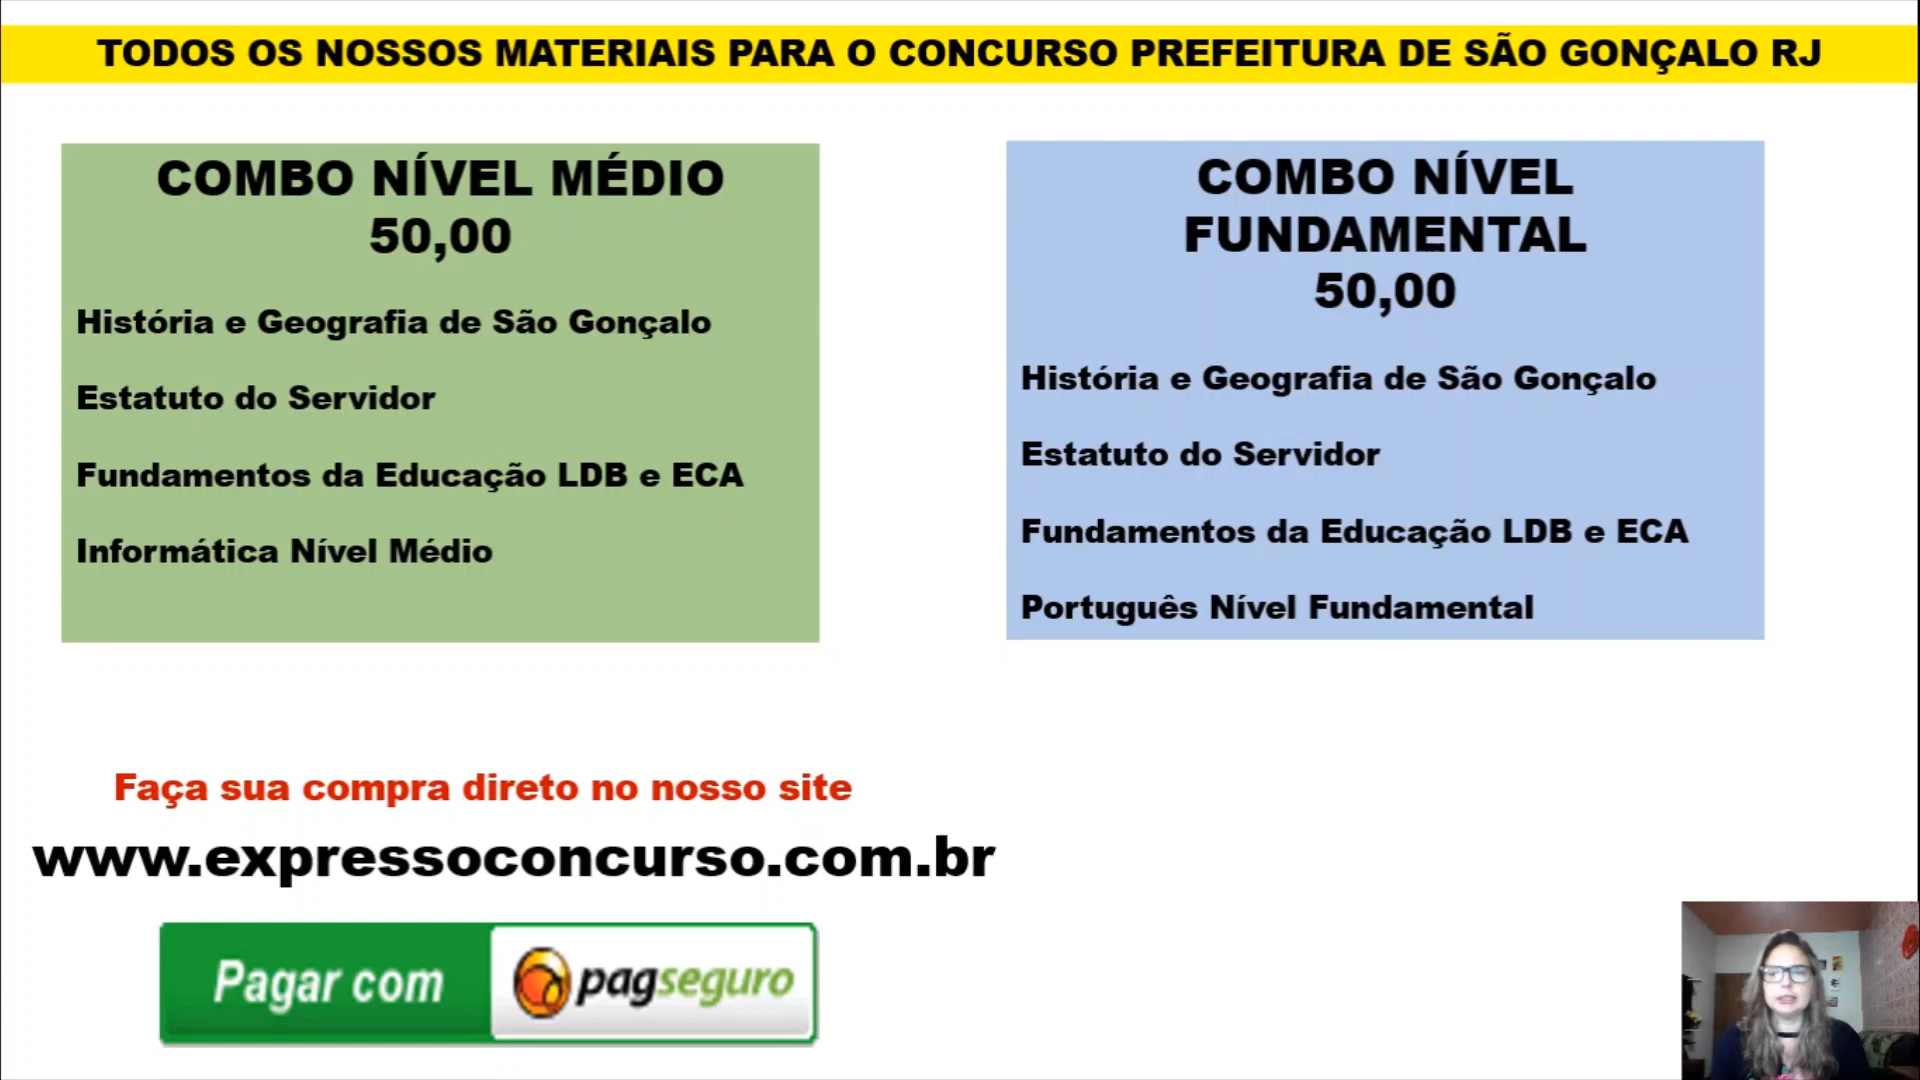 TODOS OS NOSSOS MATERIAIS PARA O CONCURSO PREFEITURA DE SÃO GONÇALO RJ
COMBO NÍVEL MÉDIO
50,00
História e Geografia de São Gonçalo
Estatuto do Servidor
Fundamentos da Educação LDB e ECA
Informática Nível Médio
COMBO NÍVEL
FUNDAMENTAL
50,00
História e Geografia de São Gonçalo
Estatuto do Servidor
Fundamentos da Educação LDB e ECA
Português Nível Fundamental
Faça sua compra direto no nosso site
www.expressoconcurso.com.br
Pagar com pagseguro